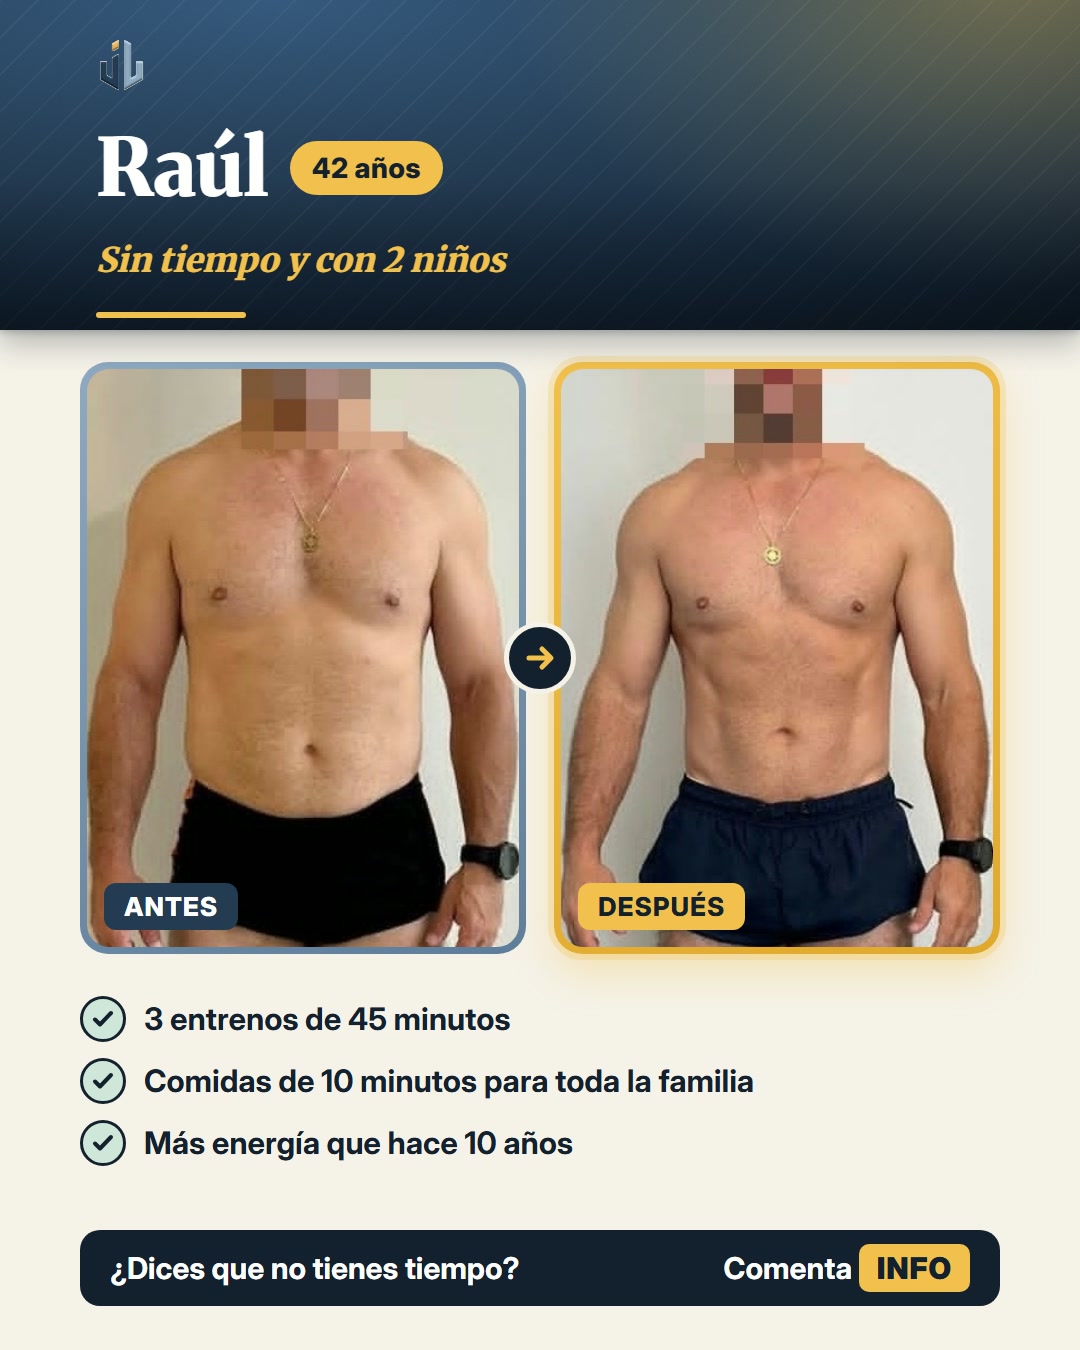 Raúl 42 años
Sin tiempo y con 2 niños
ANTES
DESPUÉS
3 entrenos de 45 minutos
Comidas de 10 minutos para toda la familia
Más energía que hace 10 años
¿Dices que no tienes tiempo? Comenta INFO